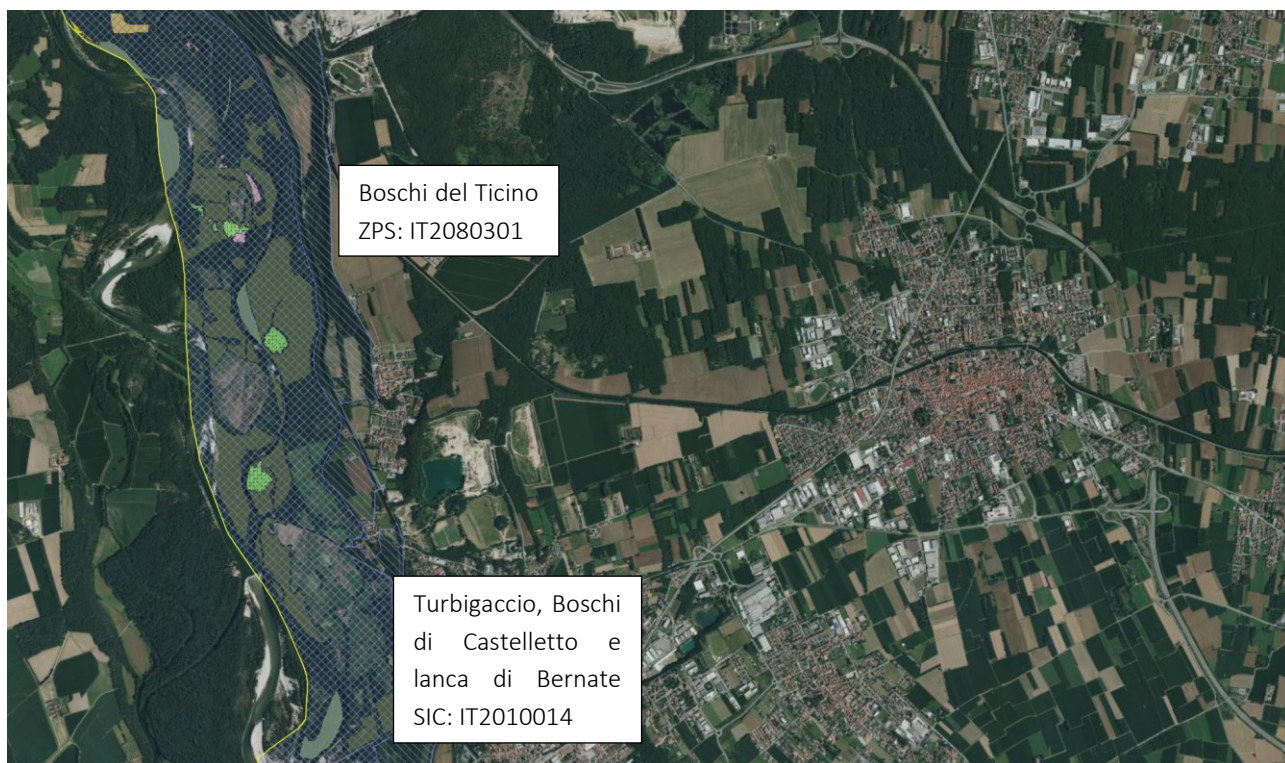 Boschi del Ticino
ZPS: IT2080301
Turbigaccio, Boschi
di Castelletto e
lanca di Bernate
SIC: IT2010014